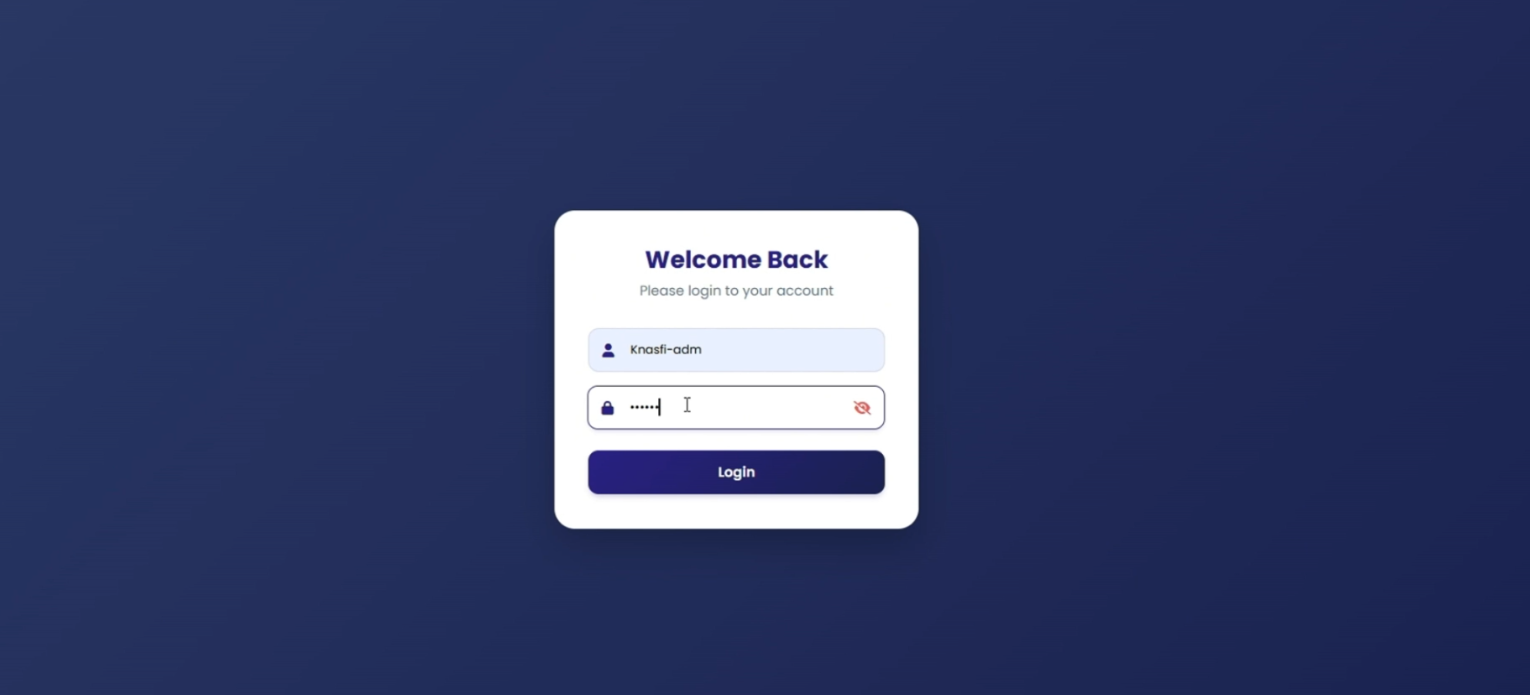 Welcome Back
Please login to your account
Knasfi-adm
••••••
Login